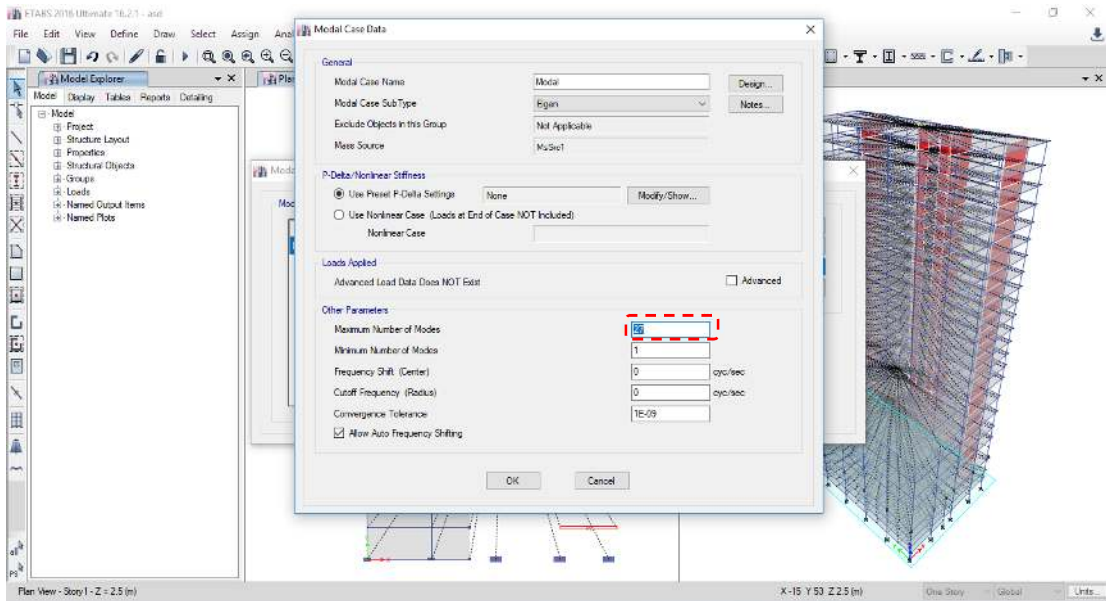 ETABS 2016 Ultimate 16.2.1 - asd
File Edit View Define Draw Select Assign Anal
Modal Case Data
Model Explorer
Model Display Tables Reports Detailing
Model
Project
Structure Layout
Properties
Structural Objects
Groups
Loads
Named Output Items
Named Plots
Plan
General
Modal Case Name Modal Design...
Modal Case SubType Eigen Notes...
Exclude Objects in this Group Not Applicable
Mass Source MsSrc1
P-Delta/Nonlinear Stiffness
Use Preset P-Delta Settings None Modify/Show...
Use Nonlinear Case (Loads at End of Case NOT Included)
Nonlinear Case
Loads Applied
Advanced Load Data Does NOT Exist Advanced
Other Parameters
Maximum Number of Modes 27
Minimum Number of Modes 1
Frequency Shift (Center) 0 cyc/sec
Cutoff Frequency (Radius) 0 cyc/sec
Convergence Tolerance 1E-09
Allow Auto Frequency Shifting
OK Cancel
all
PS
Plan View - Story1 - Z = 2.5 (m) X -15 Y 53 Z 2.5 (m) One Story Global Units...